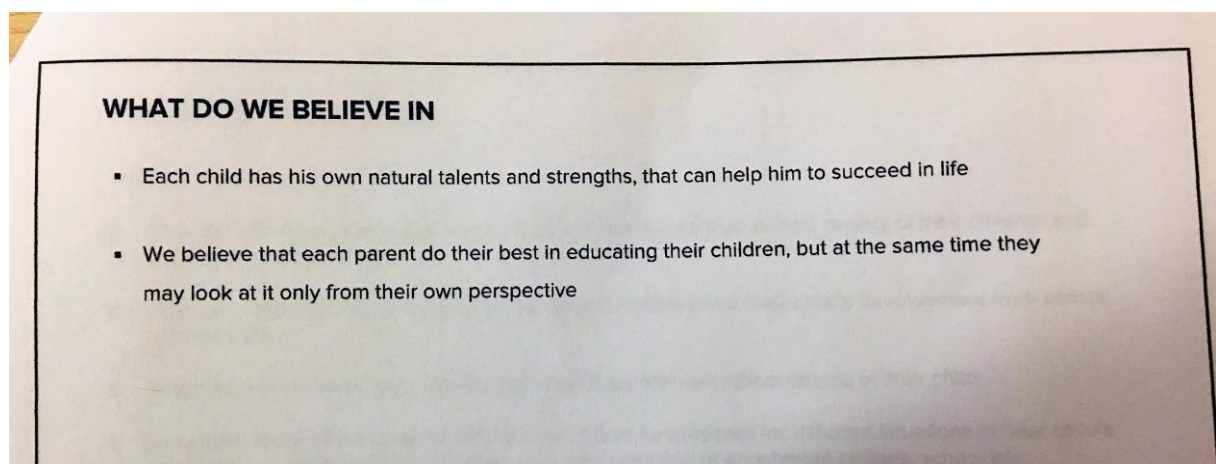 WHAT DO WE BELIEVE IN
▪ Each child has his own natural talents and strengths, that can help him to succeed in life
▪ We believe that each parent do their best in educating their children, but at the same time they
may look at it only from their own perspective